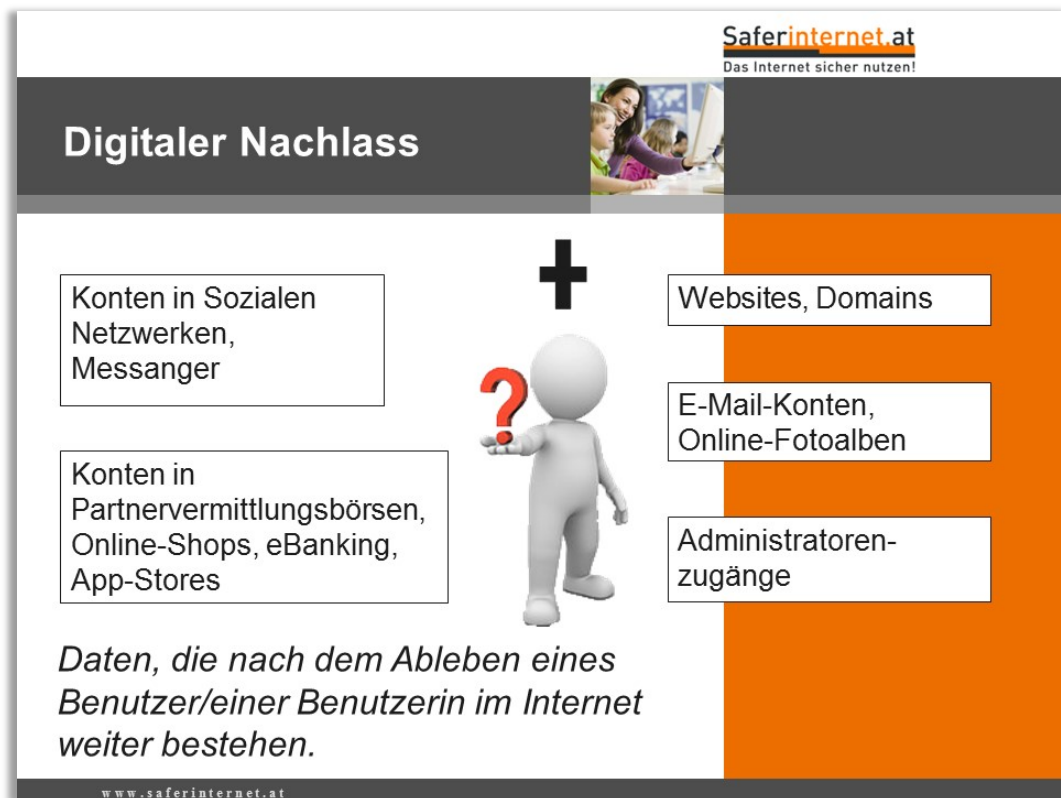 Saferinternet.at
Das Internet sicher nutzen!
Digitaler Nachlass
Konten in Sozialen
Netzwerken,
Messanger
Konten in
Partnervermittlungsbörsen,
Online-Shops, eBanking,
App-Stores
?
Websites, Domains
E-Mail-Konten,
Online-Fotoalben
Administratoren-
zugänge
Daten, die nach dem Ableben eines
Benutzer/einer Benutzerin im Internet
weiter bestehen.
www.saferinternet.at